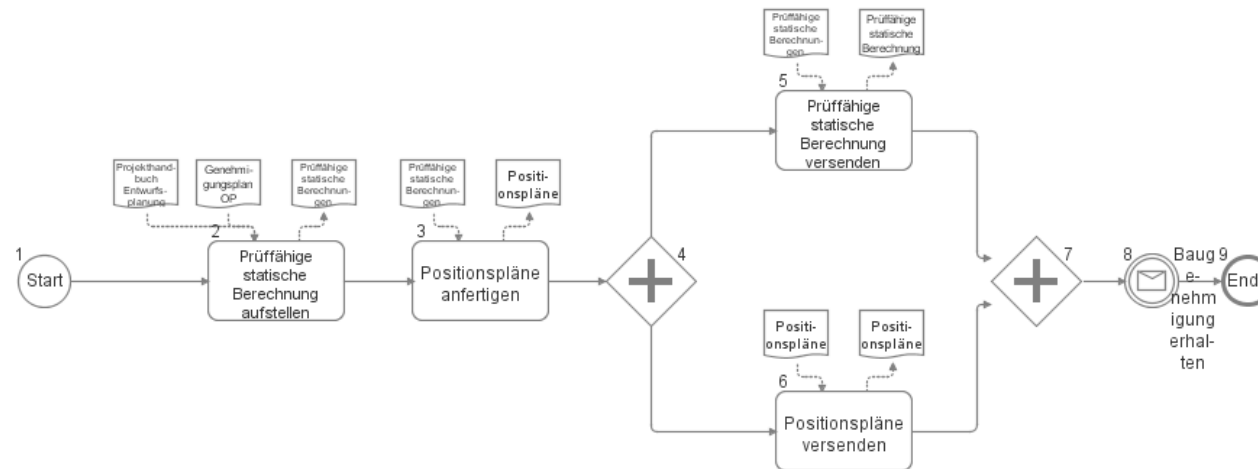 Prüffähige
statische
Berechnun-
gen
Prüffähige
statische
Berechnung
5
Prüffähige
statische
Berechnung
versenden
Projekthand-
buch
Entwurfs-
planung
Genehmi-
gungsplan
OP
Prüffähige
statische
Berechnun-
gen
Prüffähige
statische
Berechnun-
gen
Positi-
onspläne
1
Start
2
Prüffähige
statische
Berechnung
aufstellen
3
Positionspläne
anfertigen
4
7
8
Baug
e-
nehm
igung
erhal-
ten
9
End
Positi-
onspläne
Positi-
onspläne
6
Positionspläne
versenden